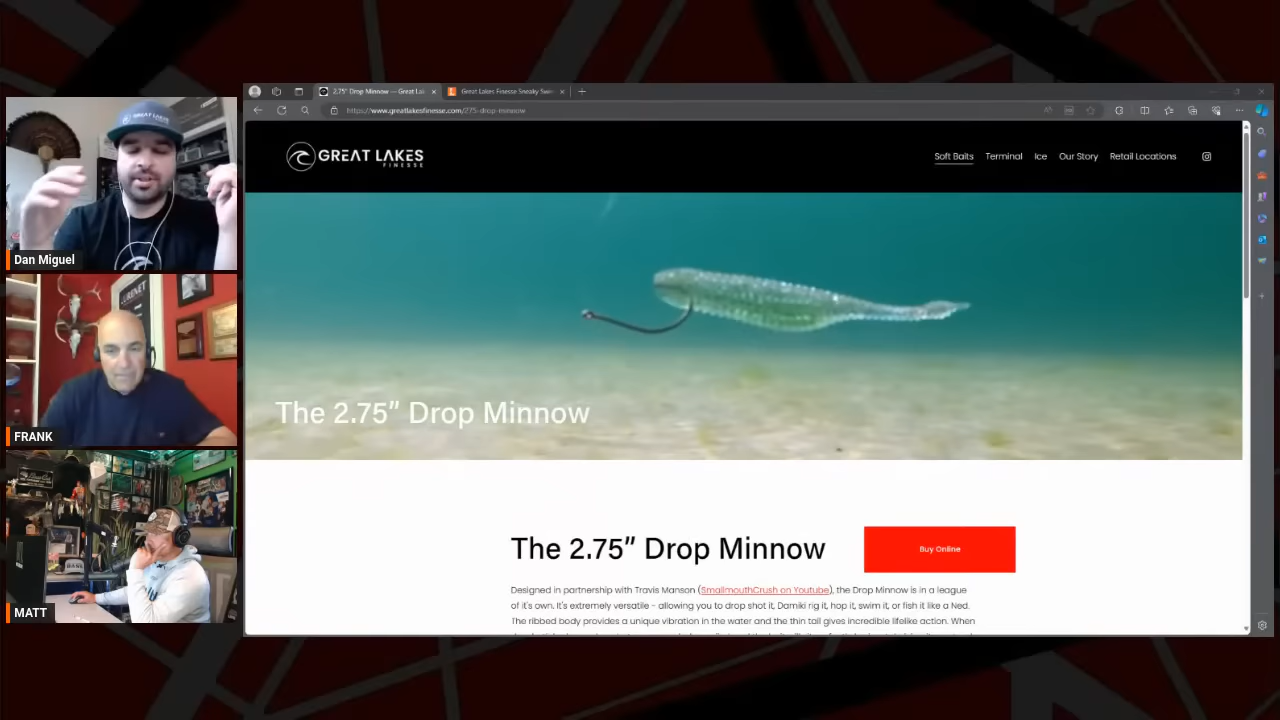 Dan Miguel
FRANK
MATT
2.75" Drop Minnow — Great Lak
Great Lakes Finesse Sneaky Swim
https://www.greatlakesfinesse.com/275-drop-minnow
GREAT LAKES
FINESSE
Soft Baits
Terminal
Ice
Our Story
Retail Locations
The 2.75" Drop Minnow
The 2.75" Drop Minnow
Buy Online
Designed in partnership with Travis Manson (SmallmouthCrush on Youtube), the Drop Minnow is in a league
of it's own. It's extremely versatile - allowing you to drop shot it, Damiki rig it, hop it, swim it, or fish it like a Ned.
The ribbed body provides a unique vibration in the water and the thin tail gives incredible lifelike action. When